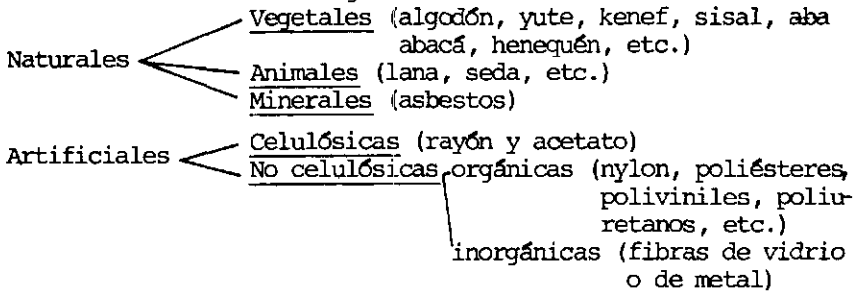 Vegetales (algodón, yute, kenef, sisal, aba
abacá, henequén, etc.)
Naturales
Animales (lana, seda, etc.)
Minerales (asbestos)
Celulósicas (rayón y acetato)
Artificiales
No celulósicas orgánicas (nylon, poliésteres,
poliviniles, poliu-
retanos, etc.)
inorgánicas (fibras de vidrio
o de metal)